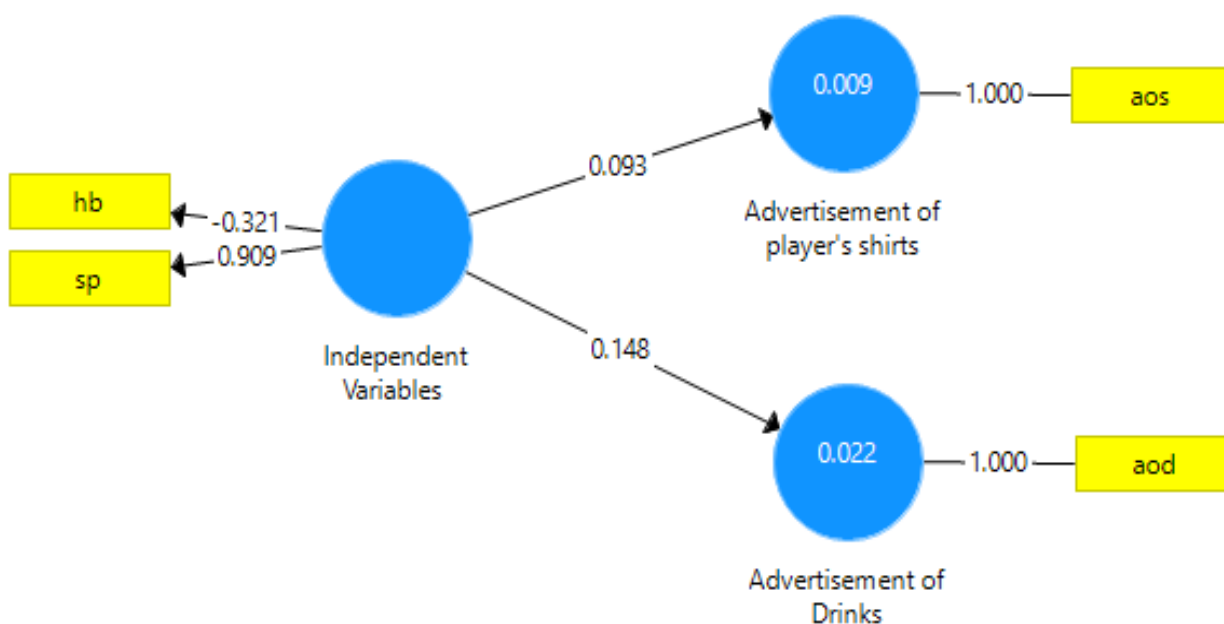 0.009
1.000
aos
0.093
hb
-0.321
Advertisement of
player's shirts
0.909
sp
Independent
Variables
0.148
0.022
1.000
aod
Advertisement of
Drinks